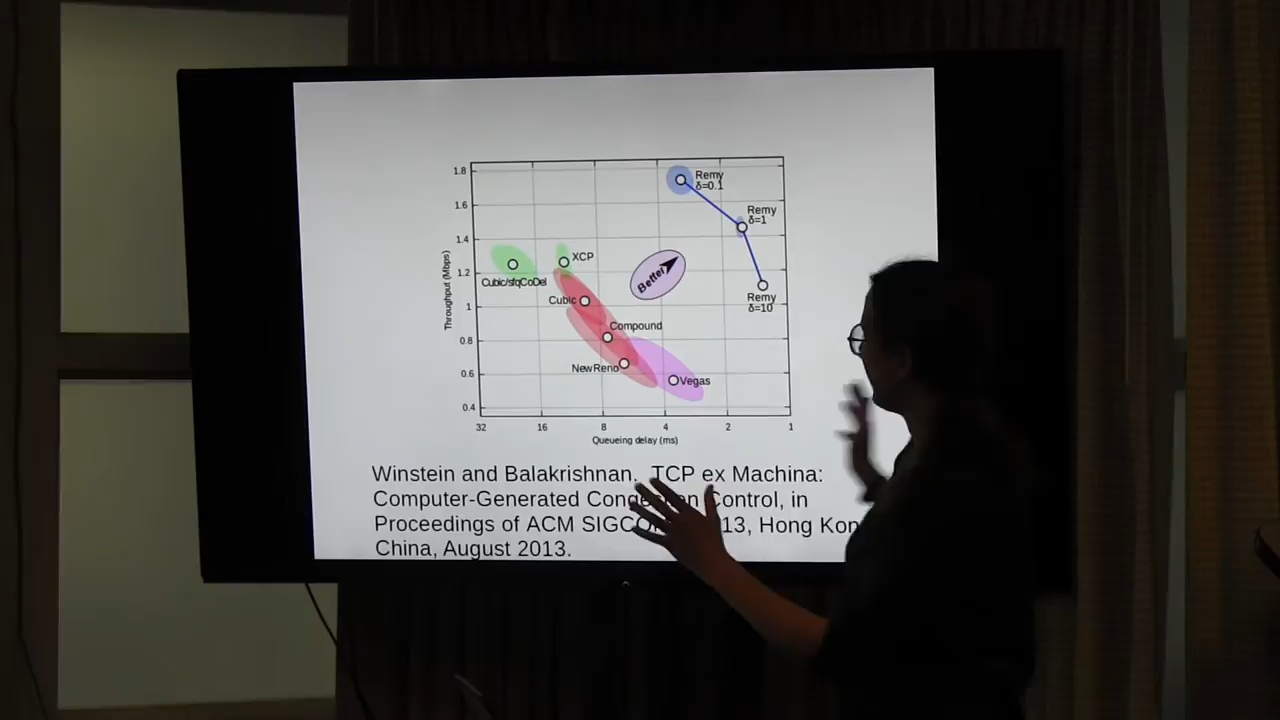 1.8
1.6
1.4
1.2
1
0.8
0.6
0.4
Throughput (Mbps)
Remy
δ=0.1
Remy
δ=1
Remy
δ=10
XCP
Cubic/sfqCoDel
Better
Cubic
Compound
NewReno
Vegas
32 16 8 4 2 1
Queueing delay (ms)
Winstein and Balakrishnan. TCP ex Machina:
Computer-Generated Control, in
Proceedings of ACM 13, Hong
China, August 2013.